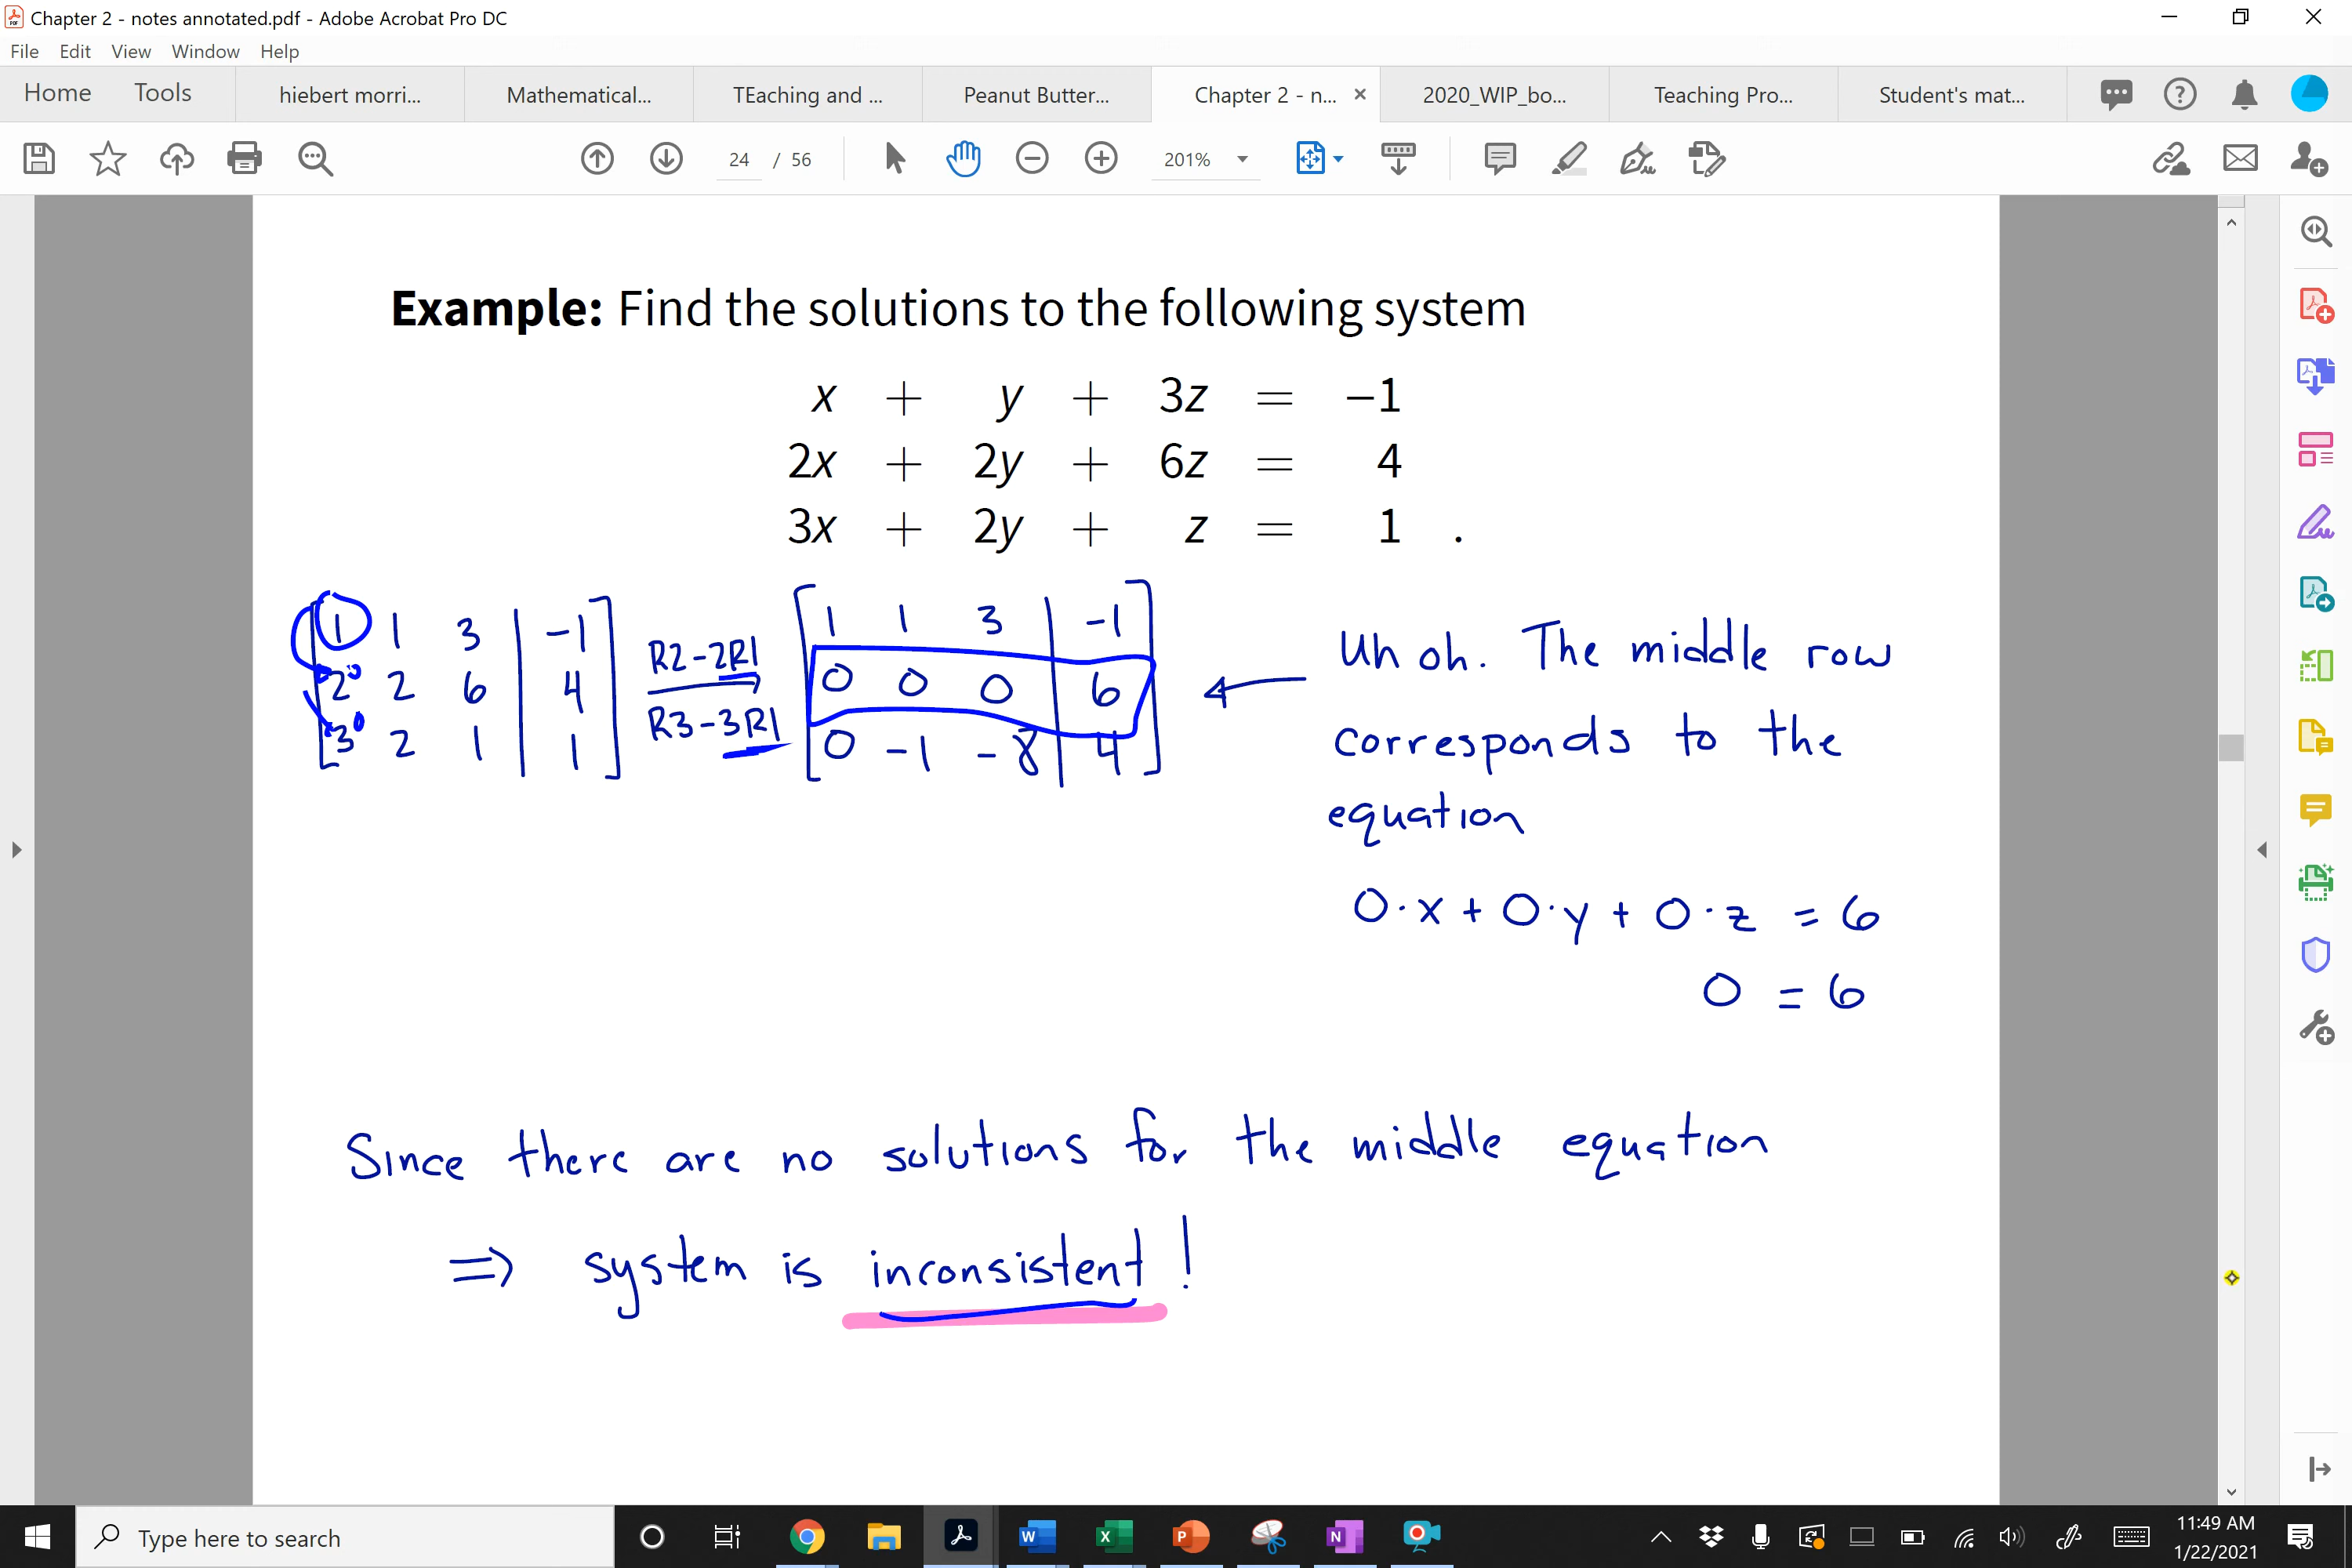 Chapter 2 - notes annotated.pdf - Adobe Acrobat Pro DC
File Edit View Window Help
Home Tools hiebert morri... Mathematical... TEaching and ... Peanut Butter... Chapter 2 - n... × 2020_WIP_bo... Teaching Pro... Student's mat...
24 / 56 201%
Example: Find the solutions to the following system
x + y + 3z = −1
2x + 2y + 6z = 4
3x + 2y + z = 1 .
1 1 3 | -1
2 0 2 6 | 4
3 0 2 1 | 1
R2-2R1
R3-3R1
1 1 3 | -1
0 0 0 | 6
0 -1 -8 | 4
Uh oh. The middle row
corresponds to the
equation
0·x + 0·y + 0·z = 6
0 = 6
Since there are no solutions for the middle equation
⇒ system is inconsistent!
Type here to search
11:49 AM
1/22/2021